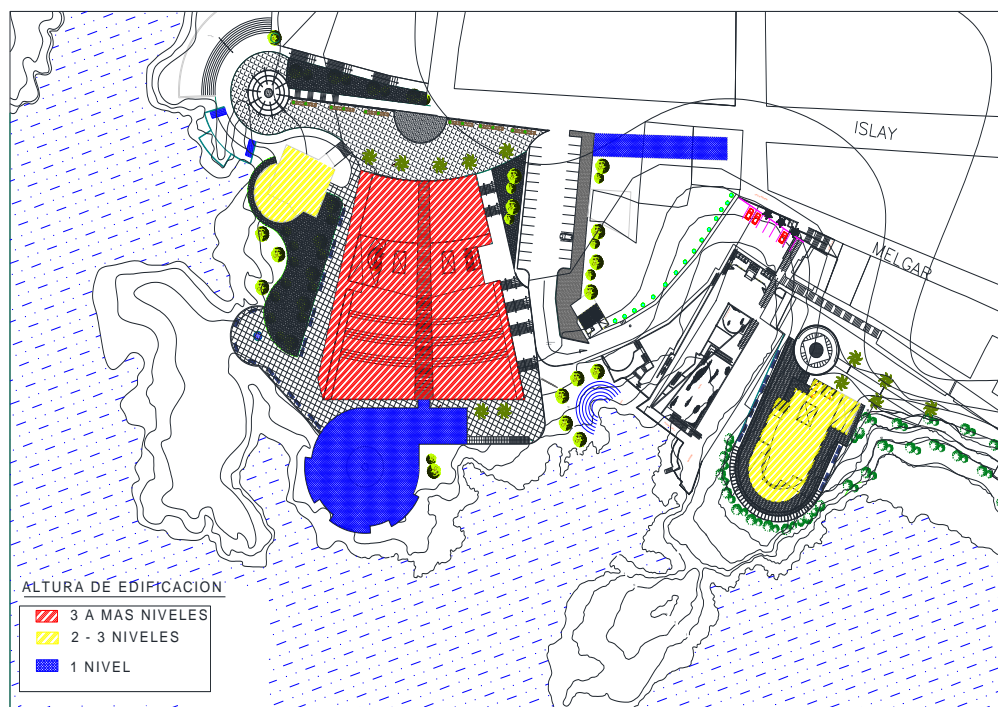 ISLAY
MELGAR
ALTURA DE EDIFICACION
3 A MAS NIVELES
2 - 3 NIVELES
1 NIVEL